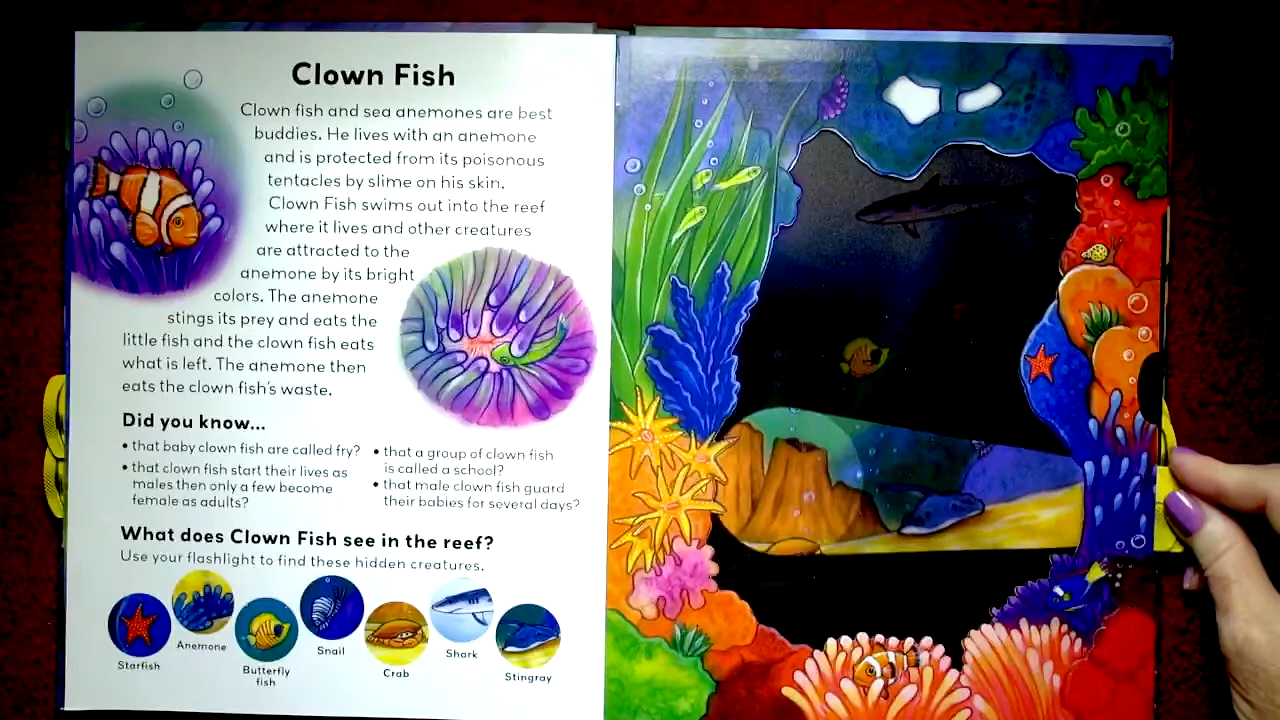 Clown Fish
Clown fish and sea anemones are best
buddies. He lives with an anemone
and is protected from its poisonous
tentacles by slime on his skin.
Clown Fish swims out into the reef
where it lives and other creatures
are attracted to the
anemone by its bright
colors. The anemone
stings its prey and eats the
little fish and the clown fish eats
what is left. The anemone then
eats the clown fish's waste.
Did you know...
• that baby clown fish are called fry?
• that clown fish start their lives as
males then only a few become
female as adults?
• that a group of clown fish
is called a school?
• that male clown fish guard
their babies for several days?
What does Clown Fish see in the reef?
Use your flashlight to find these hidden creatures.
Starfish
Anemone
Butterfly
fish
Snail
Crab
Shark
Stingray